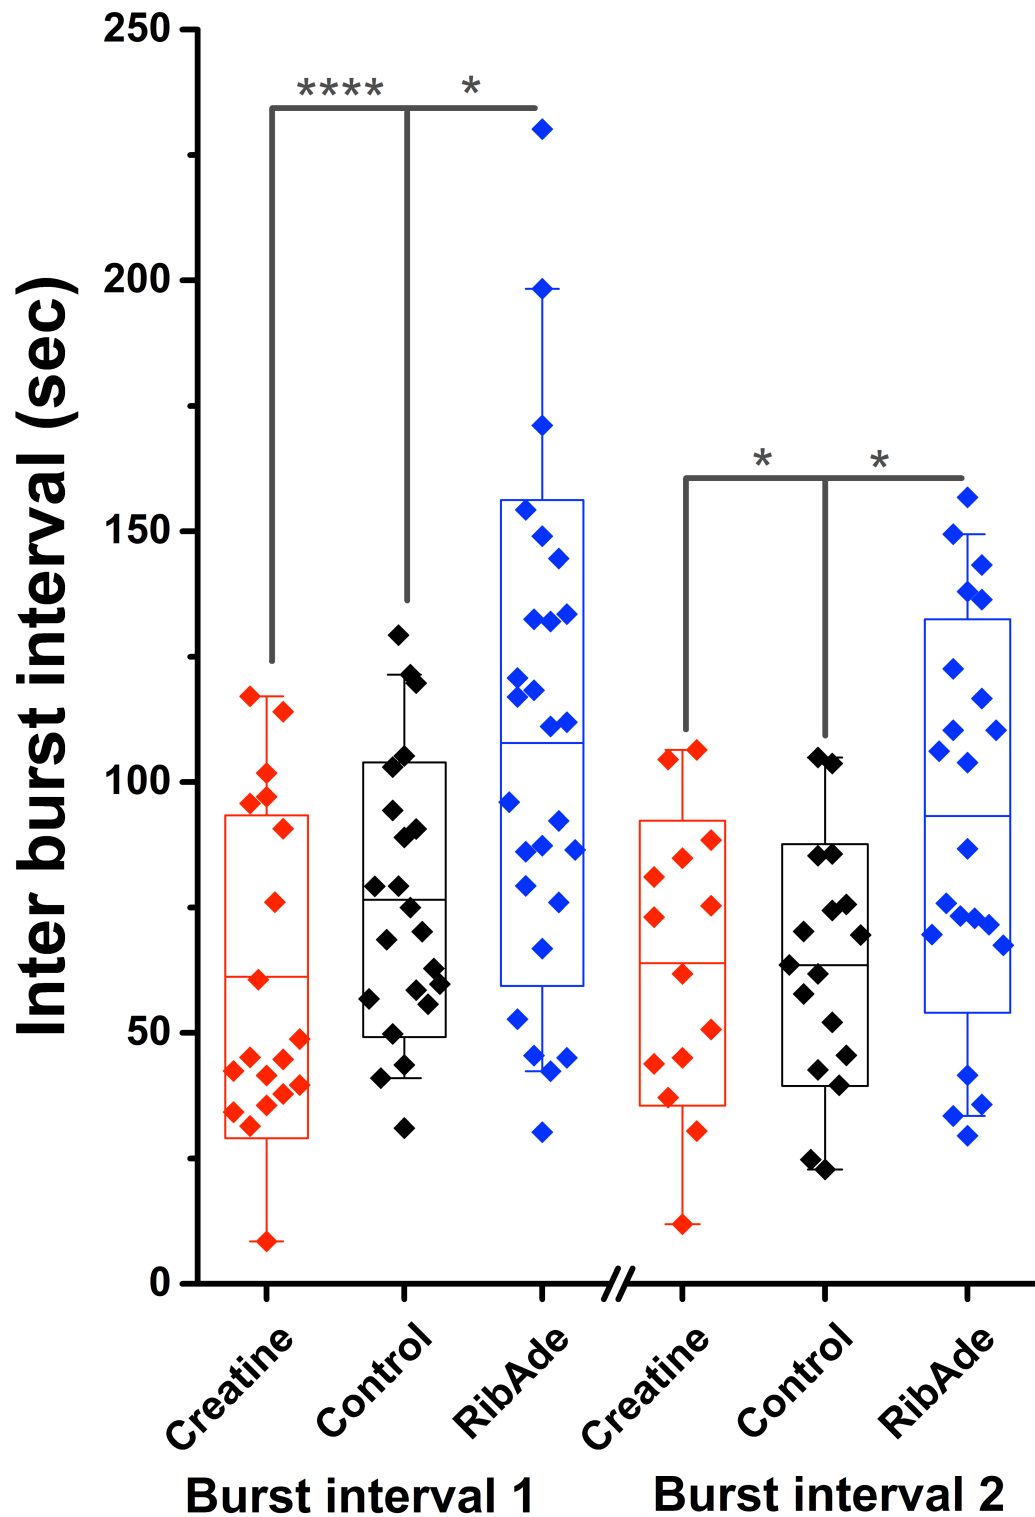 250
200
150
100
50
0
Inter burst interval (sec)
**** *
* *
Creatine Control RibAde Creatine Control RibAde
Burst interval 1 Burst interval 2